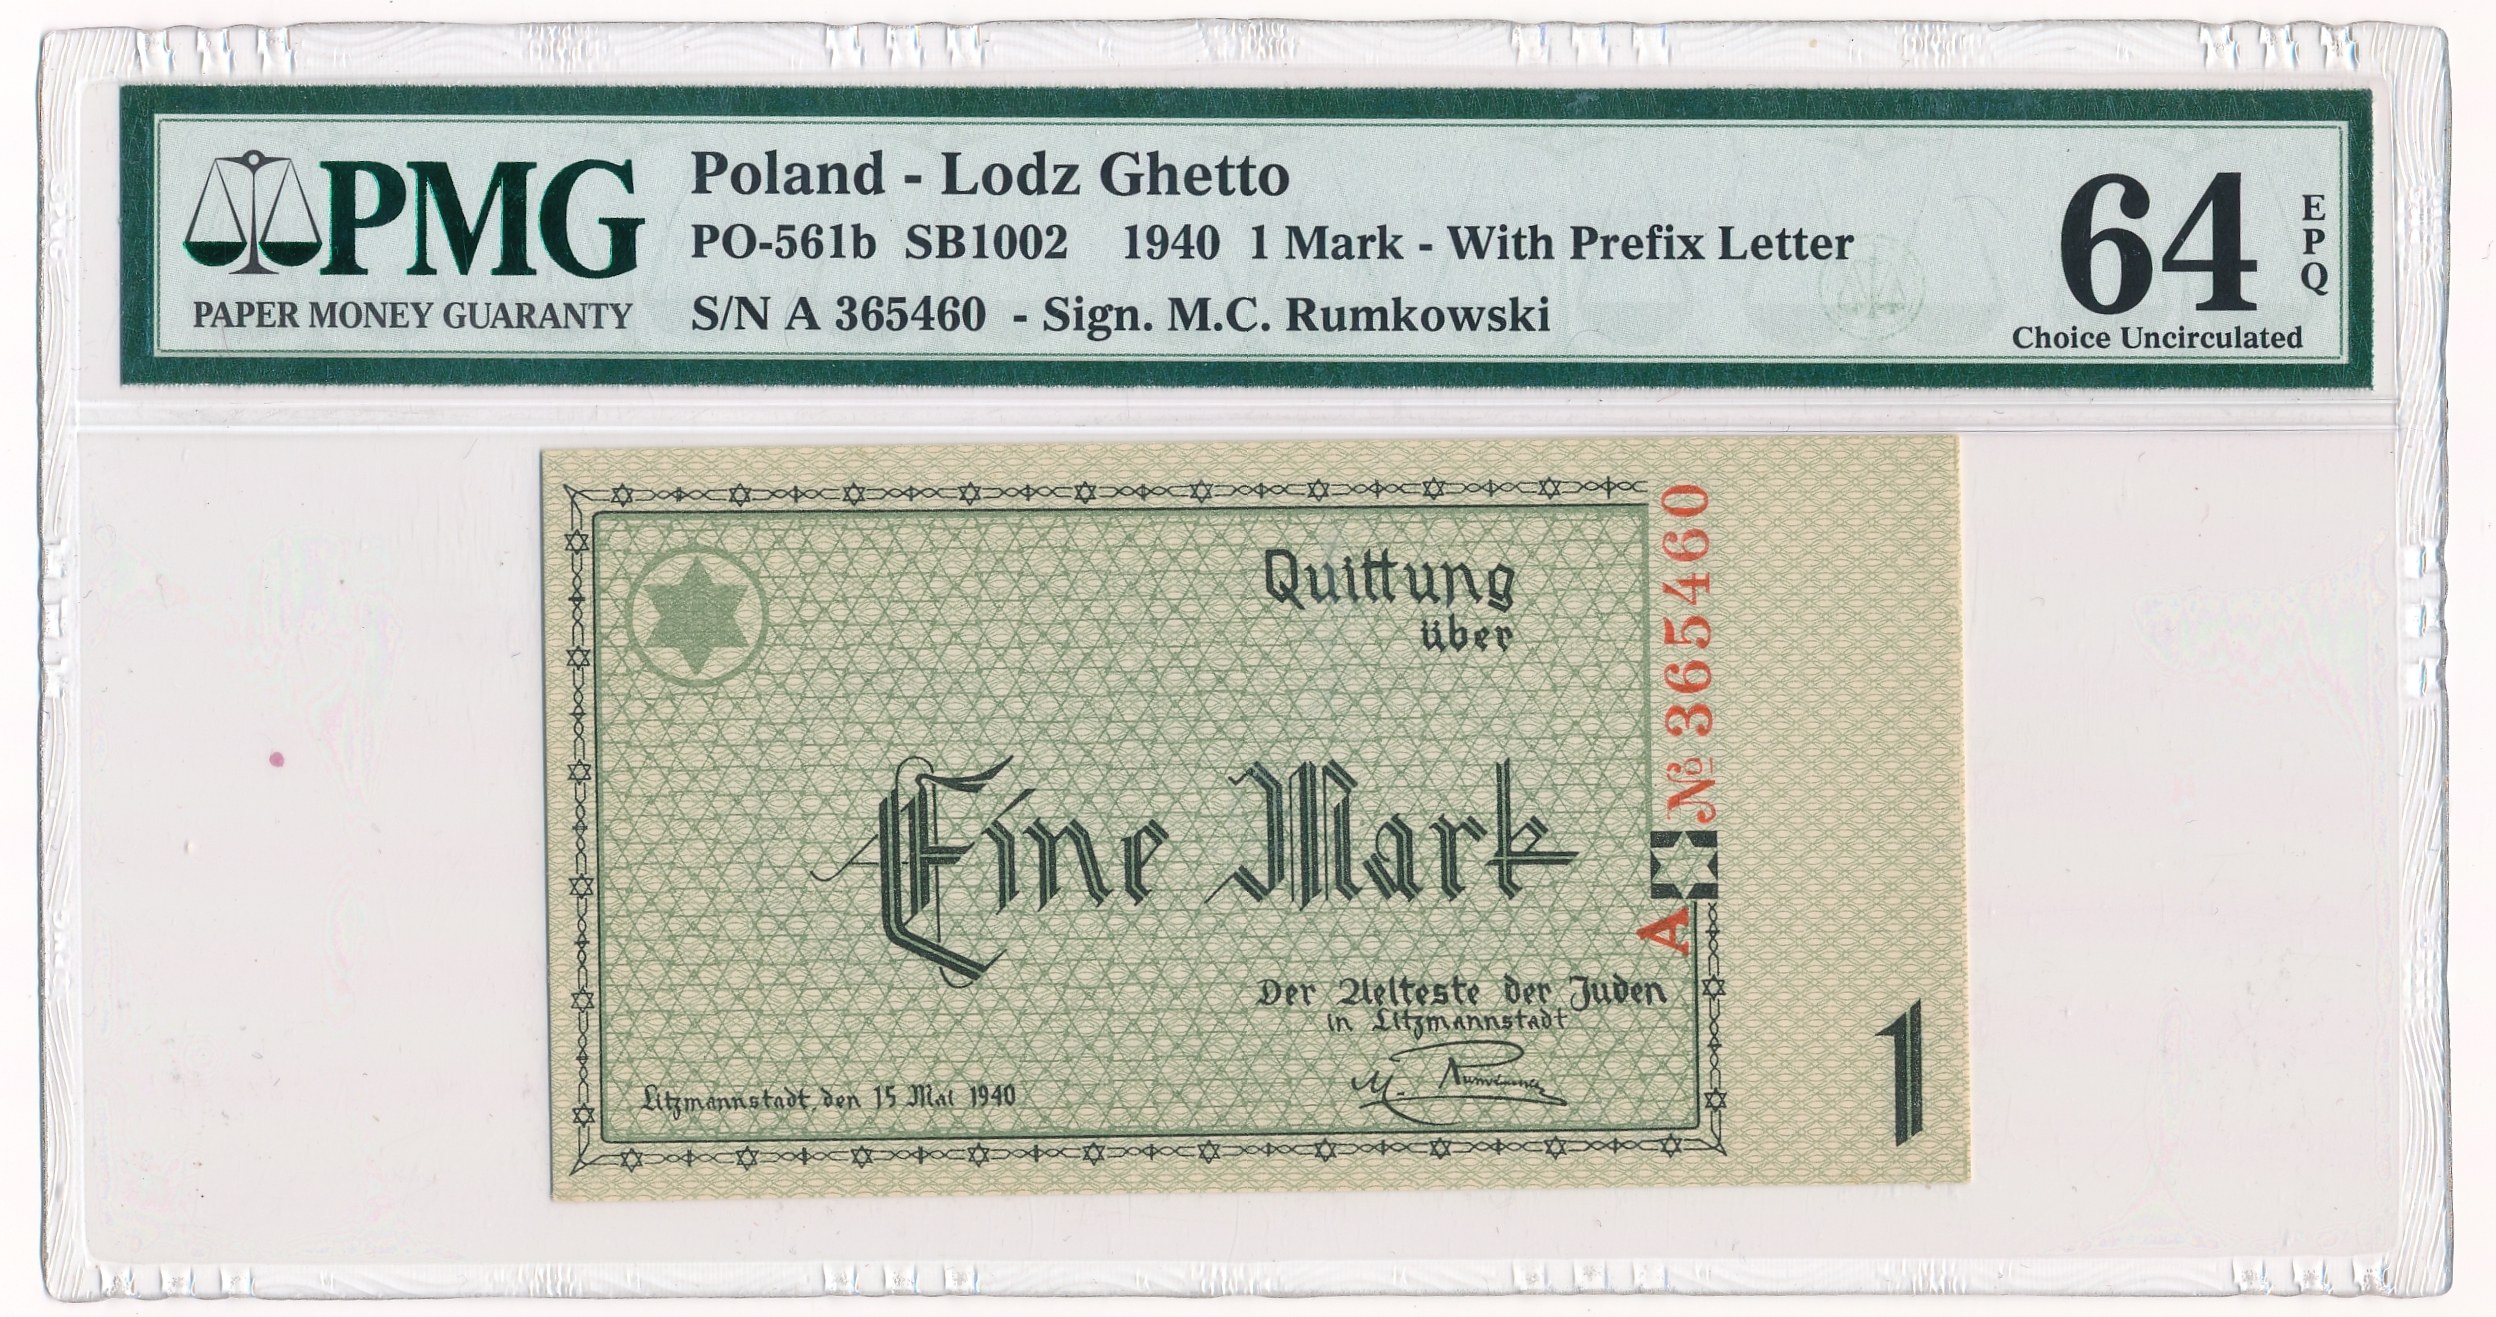 PMG
PAPER MONEY GUARANTY
Poland - Lodz Ghetto
PO-561b SB1002 1940 1 Mark - With Prefix Letter
S/N A 365460 - Sign. M.C. Rumkowski
64
EPQ
Choice Uncirculated
Quittung
über
Eine Mark
№ 365460
A
Der Aelteste der Juden
in Litzmannstadt
M. Rumkowski
Litzmannstadt, den 15 Mai 1940
1